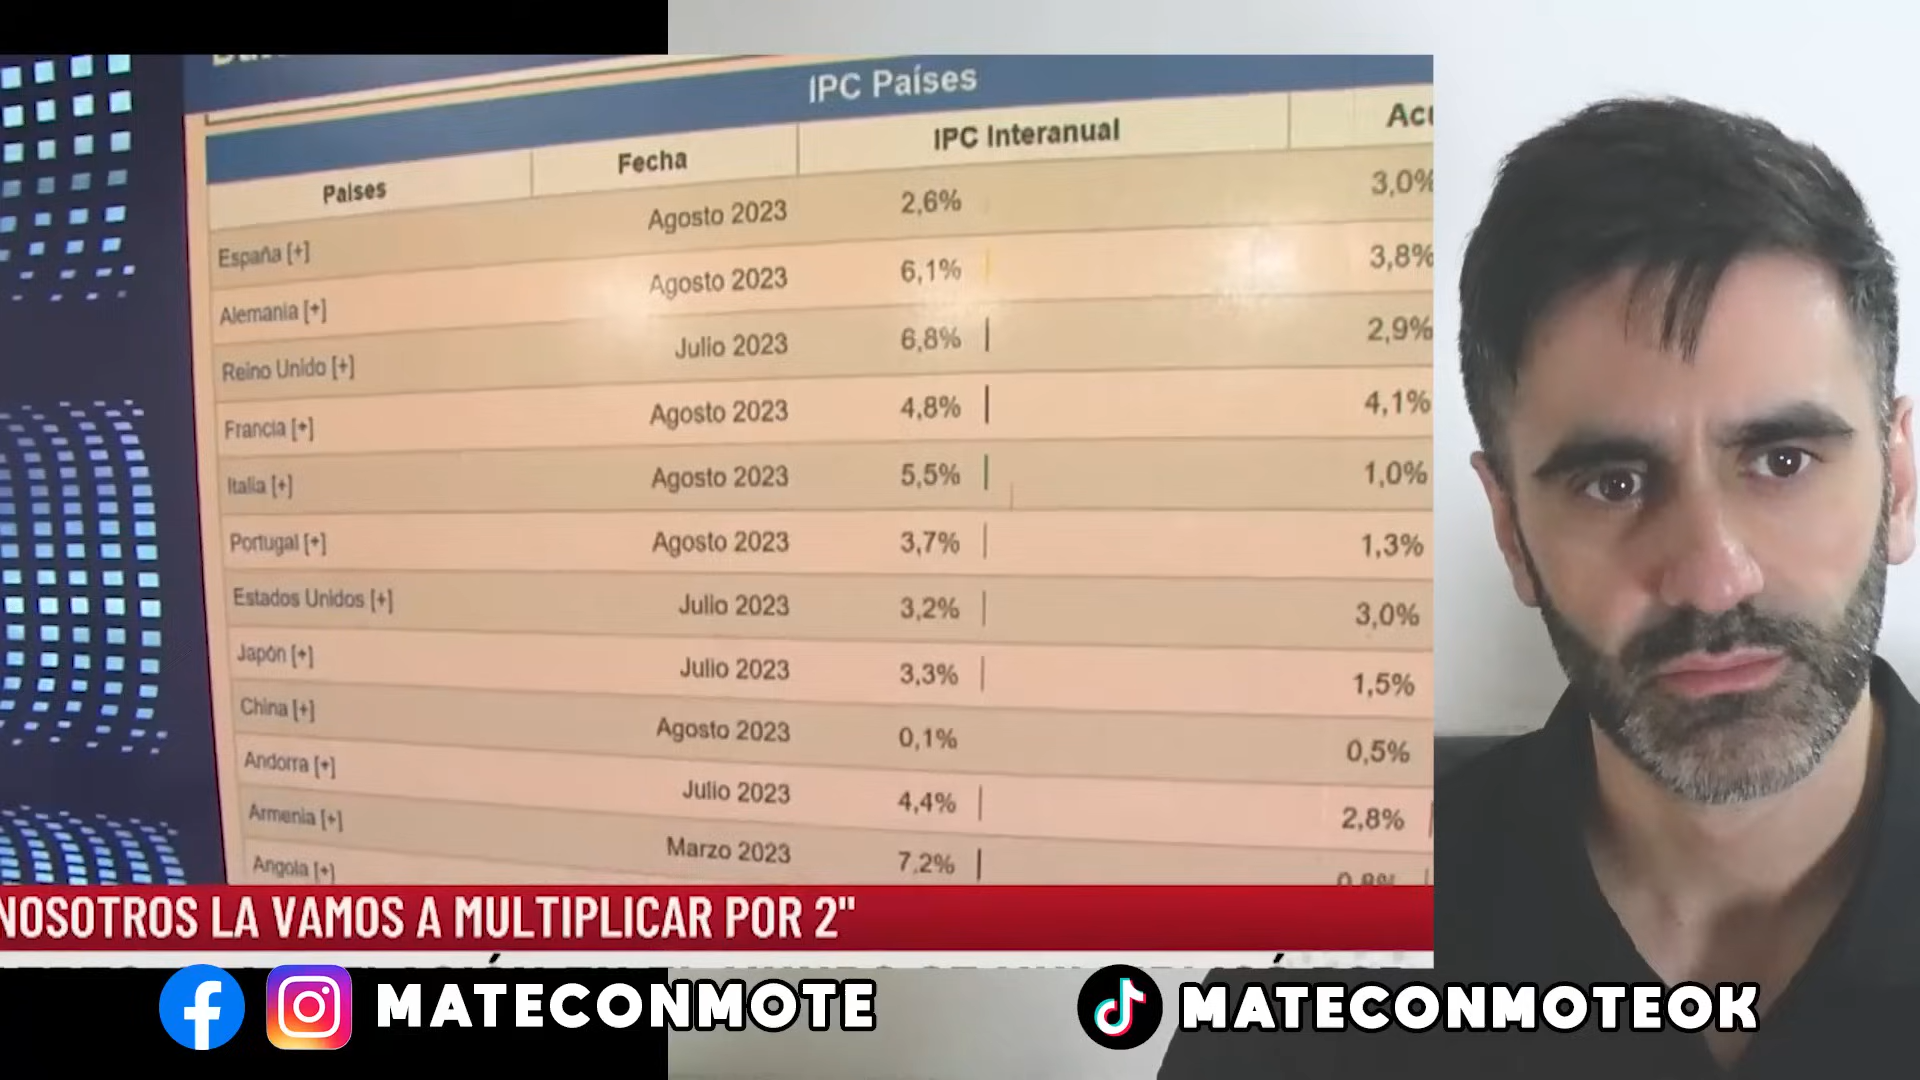 IPC Países
Países Fecha IPC Interanual
España [+] Agosto 2023 2,6% 3,0%
Alemania [+] Agosto 2023 6,1% 3,8%
Reino Unido [+] Julio 2023 6,8% 2,9%
Francia [+] Agosto 2023 4,8% 4,1%
Italia [+] Agosto 2023 5,5% 1,0%
Portugal [+] Agosto 2023 3,7% 1,3%
Estados Unidos [+] Julio 2023 3,2% 3,0%
Japón [+] Julio 2023 3,3% 1,5%
China [+] Agosto 2023 0,1% 0,5%
Andorra [+] Julio 2023 4,4% 2,8%
Armenia [+] Marzo 2023 7,2%
Angola [+]
NOSOTROS LA VAMOS A MULTIPLICAR POR 2"
MATECONMOTE
MATECONMOTEOK